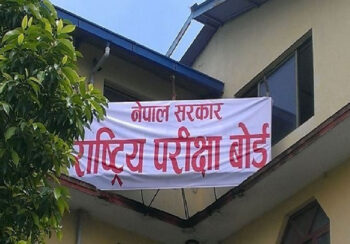 नेपाल सरकार
राष्ट्रिय परीक्षा बोर्ड